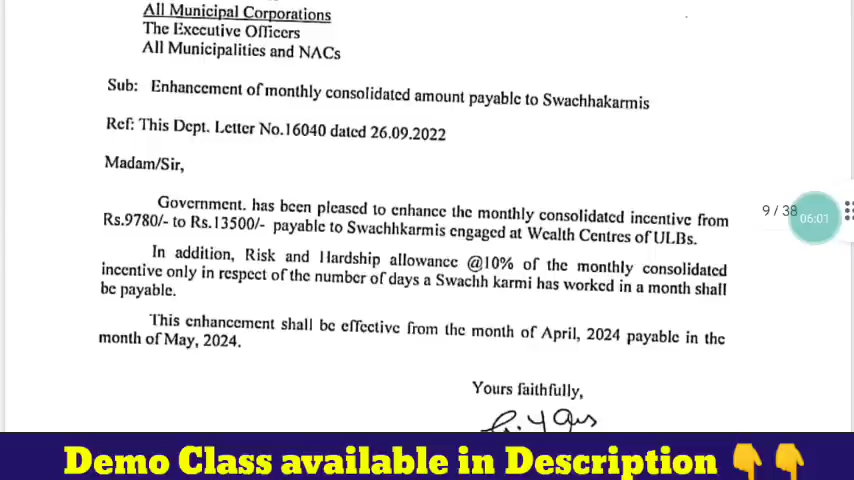 All Municipal Corporations
The Executive Officers
All Municipalities and NACs
Sub: Enhancement of monthly consolidated amount payable to Swachhakarmis
Ref: This Dept. Letter No.16040 dated 26.09.2022
Madam/Sir,
Government. has been pleased to enhance the monthly consolidated incentive from
Rs.9780/- to Rs.13500/- payable to Swachhkarmis engaged at Wealth Centres of ULBs.
In addition, Risk and Hardship allowance @10% of the monthly consolidated
incentive only in respect of the number of days a Swachh karmi has worked in a month shall
be payable.
This enhancement shall be effective from the month of April, 2024 payable in the
month of May, 2024.
Yours faithfully,
9 / 38
06:01
Demo Class available in Description 👇👇